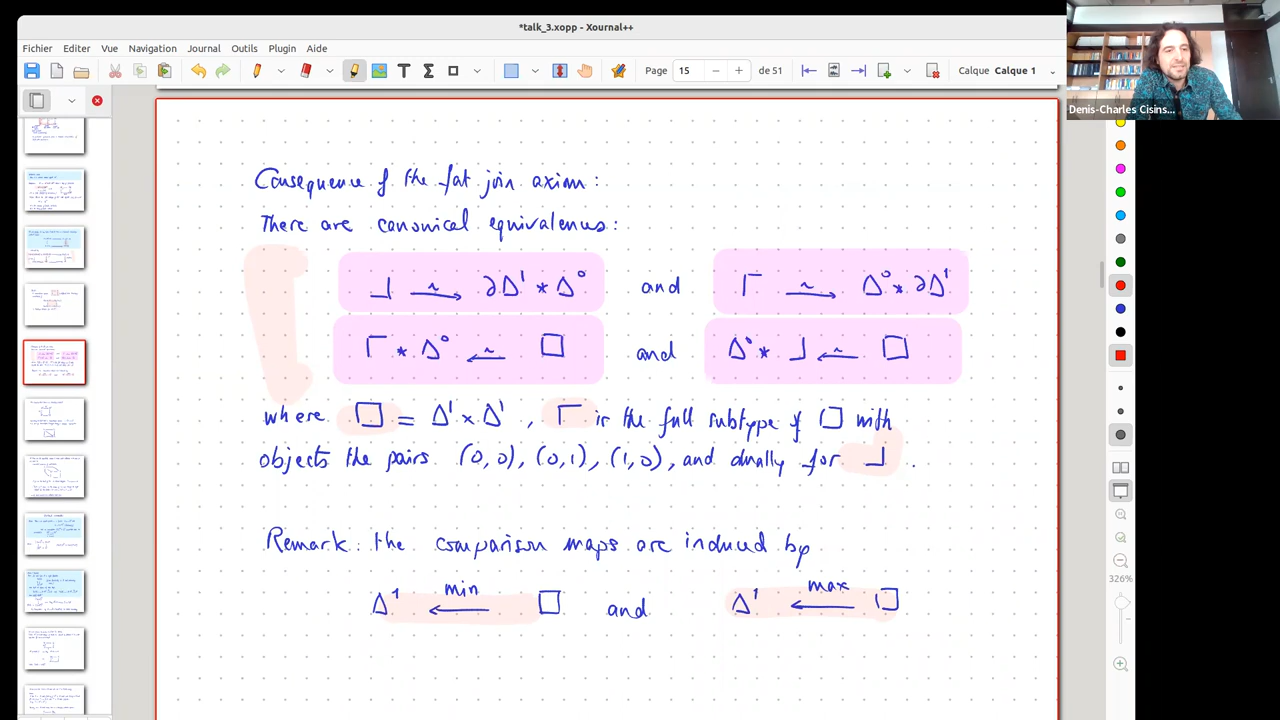 *talk_3.xopp - Xournal++
Fichier Editer Vue Navigation Journal Outils Plugin Aide
Page 15 de 51 Calque Calque 1
Denis-Charles Cisins...
Consequence of the fat join axiom:
There are canonical equivalences:
⅃ ⥲ ∂Δ¹ * Δ⁰ and Γ ⥲ Δ⁰ * ∂Δ¹
Γ * Δ⁰ ⥳ □ and Δ⁰ * ⅃ ⥳ □
where □ = Δ¹ × Δ¹ , Γ is the full subtype of □ with
objects the pairs (0,0), (0,1), (1,0), and dually for ⅃ .
Remark: the comparison maps are induced by
min max
Δ¹ ← □ and Δ¹ ← □
326%